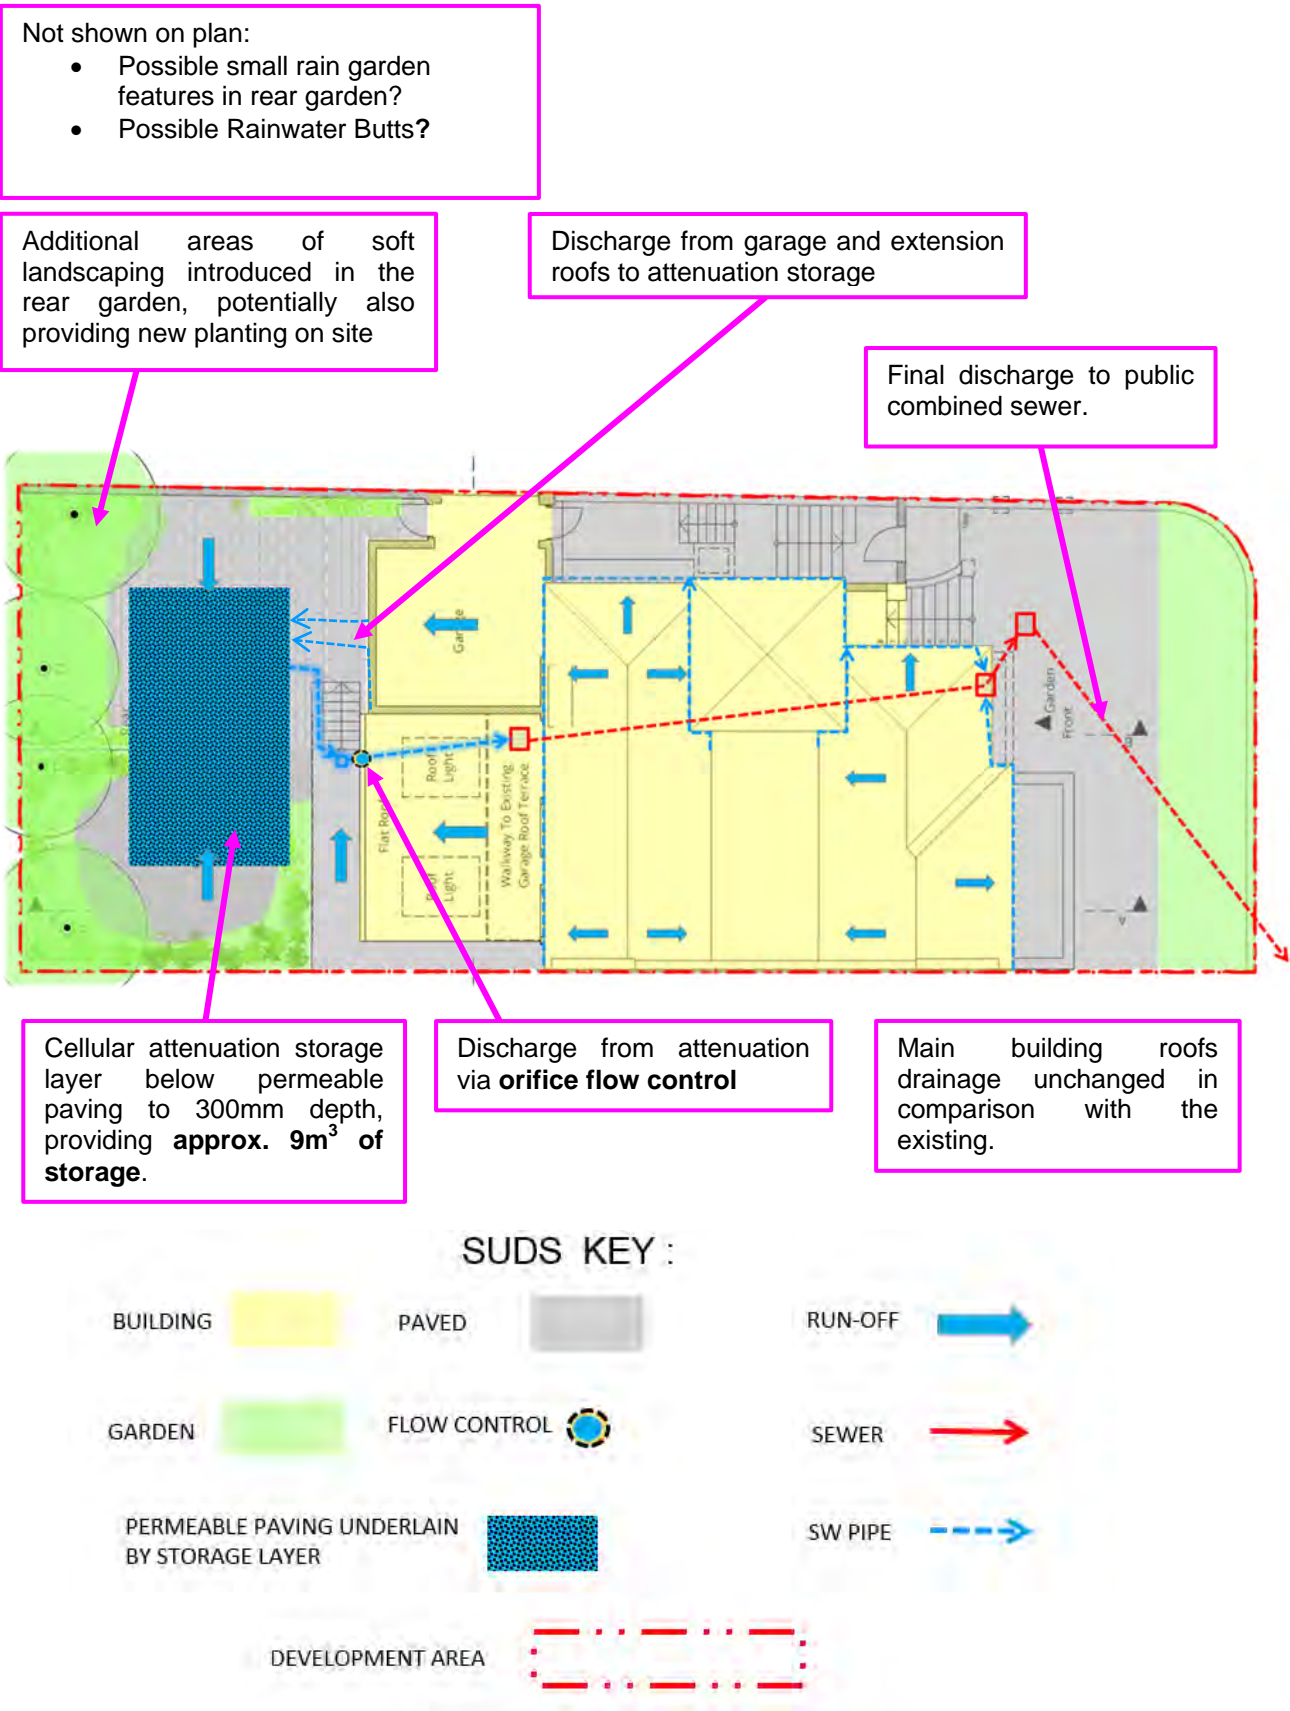 Not shown on plan:
• Possible small rain garden
features in rear garden?
• Possible Rainwater Butts?
Additional areas of soft
landscaping introduced in the
rear garden, potentially also
providing new planting on site
Discharge from garage and extension
roofs to attenuation storage
Final discharge to public
combined sewer.
Garage
Flat Roof
Roof
Light
Roof
Light
Walkway To Existing
Garage Roof Terrace
Garden
Front
Cellular attenuation storage
layer below permeable
paving to 300mm depth,
providing approx. 9m³ of
storage.
Discharge from attenuation
via orifice flow control
Main building roofs
drainage unchanged in
comparison with the
existing.
SUDS KEY :
BUILDING
PAVED
RUN-OFF
GARDEN
FLOW CONTROL
SEWER
PERMEABLE PAVING UNDERLAIN
BY STORAGE LAYER
SW PIPE
DEVELOPMENT AREA